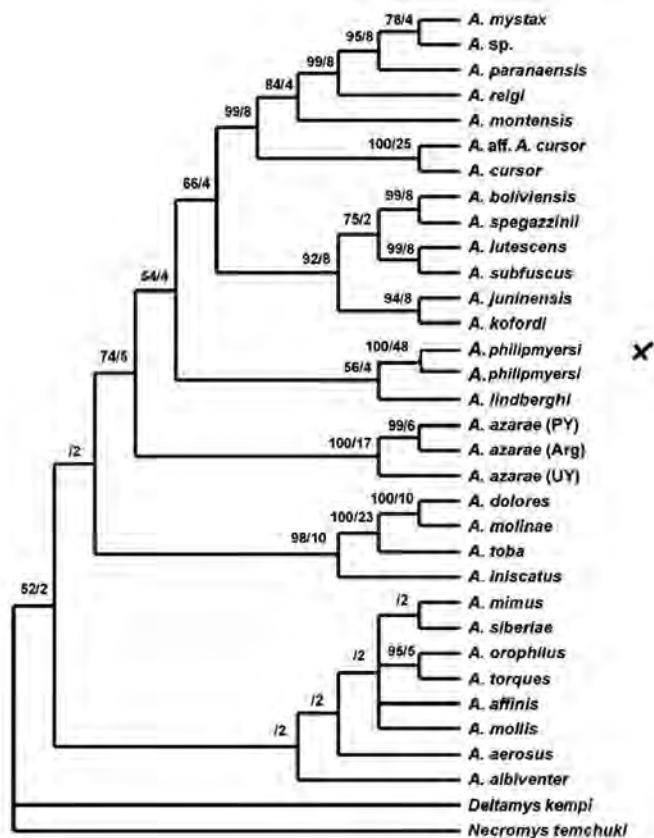 78/4
A. mystax
95/8
A. sp.
99/8
A. paranaensis
84/4
A. reigi
99/8
A. montensis
100/25
A. aff. A. cursor
A. cursor
66/4
99/8
A. boliviensis
75/2
A. spegazzinii
99/8
A. lutescens
92/8
A. subfuscus
54/4
94/8
A. juninensis
A. kofordi
100/48
A. philipmyersi
x
74/5
56/4
A. philipmyersi
A. lindberghi
99/6
A. azarae (PY)
100/17
A. azarae (Arg)
/2
A. azarae (UY)
100/10
A. dolores
100/23
A. molinae
98/10
A. toba
A. iniscatus
52/2
/2
A. mimus
A. siberiae
/2
95/5
A. orophilus
A. torques
/2
A. affinis
/2
A. mollis
A. aerosus
A. albiventer
Deltamys kempi
Necromys temchuki